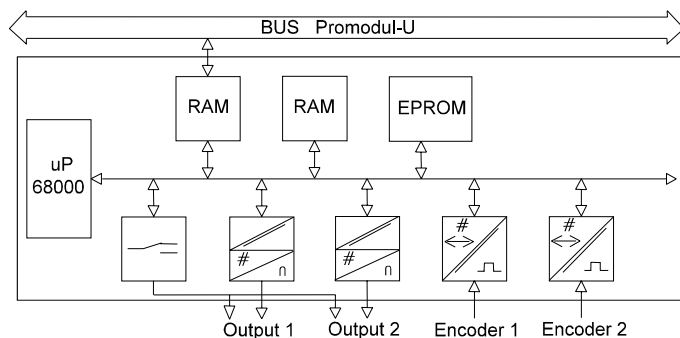 BUS Promodul-U
RAM
RAM
EPROM
uP
68000
#
#
#
#
n
n
Output 1
Output 2
Encoder 1
Encoder 2